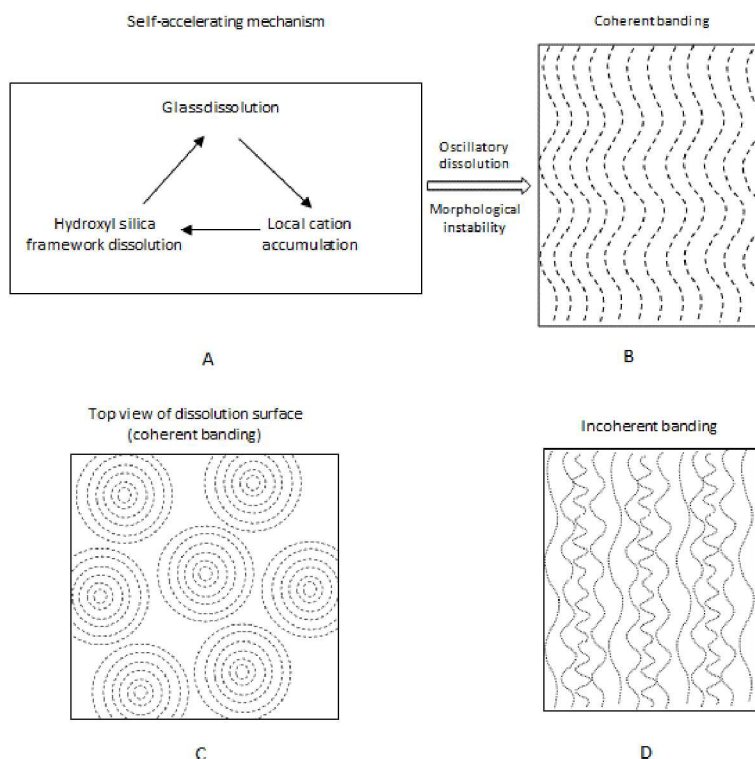 Self-accelerating mechanism
Coherent banding
Glassdissolution
Hydroxyl silica
framework dissolution
Local cation
accumulation
Oscillatory
dissolution
Morphological
instability
A
B
Top view of dissolution surface
(coherent banding)
Incoherent banding
C
D